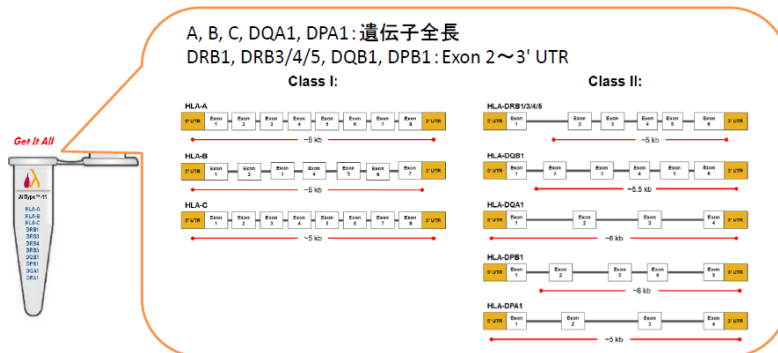 A, B, C, DQA1, DPA1:遺伝子全長
DRB1, DRB3/4/5, DQB1, DPB1:Exon 2～3' UTR
Class I:
HLA-A
5' UTR Exon 1 Exon 2 Exon 3 Exon 4 Exon 5 Exon 6 Exon 7 Exon 8 3' UTR
~5 kb
HLA-B
5' UTR Exon 1 Exon 2 Exon 3 Exon 4 Exon 5 Exon 6 Exon 7 3' UTR
~5 kb
HLA-C
5' UTR Exon 1 Exon 2 Exon 3 Exon 4 Exon 5 Exon 6 Exon 7 Exon 8 3' UTR
~5 kb
Class II:
HLA-DRB1/3/4/5
5' UTR Exon 1 Exon 2 Exon 3 Exon 4 Exon 5 Exon 6 3' UTR
~5 kb
HLA-DQB1
5' UTR Exon 1 Exon 2 Exon 3 Exon 4 Exon 5 Exon 6 3' UTR
~5.5 kb
HLA-DQA1
5' UTR Exon 1 Exon 2 Exon 3 Exon 4 3' UTR
~6 kb
HLA-DPB1
5' UTR Exon 1 Exon 2 Exon 3 Exon 4 Exon 5 3' UTR
~6 kb
HLA-DPA1
5' UTR Exon 1 Exon 2 Exon 3 Exon 4 3' UTR
~5 kb
Get It All
AllType™-11
HLA-A
HLA-B
HLA-C
DRB1
DRB3
DRB4
DRB5
DQB1
DPB1
DQA1
DPA1